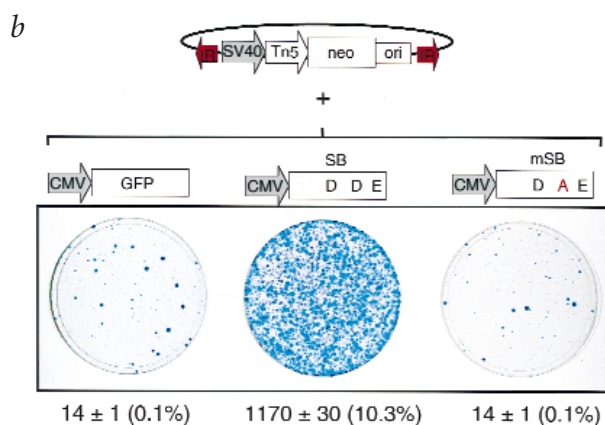 b
IR SV40 Tn5 neo ori IR
+
SB mSB
CMV GFP CMV D D E CMV D A E
14 ± 1 (0.1%) 1170 ± 30 (10.3%) 14 ± 1 (0.1%)